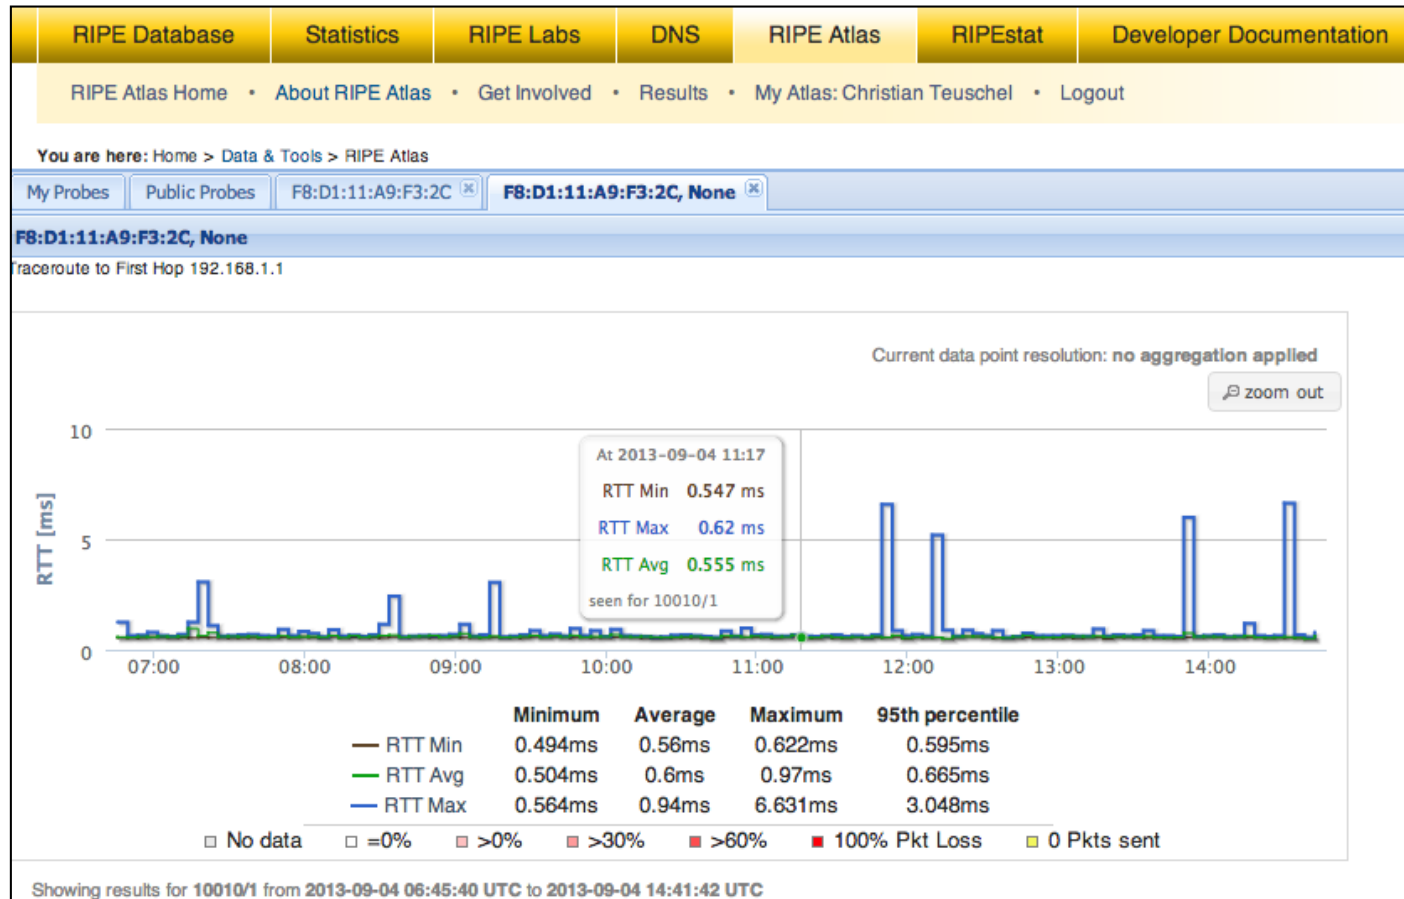 RIPE Database Statistics RIPE Labs DNS RIPE Atlas RIPEstat Developer Documentation
RIPE Atlas Home • About RIPE Atlas • Get Involved • Results • My Atlas: Christian Teuschel • Logout
You are here: Home > Data & Tools > RIPE Atlas
My Probes Public Probes F8:D1:11:A9:F3:2C F8:D1:11:A9:F3:2C, None
F8:D1:11:A9:F3:2C, None
Traceroute to First Hop 192.168.1.1
Current data point resolution: no aggregation applied
zoom out
RTT [ms]
10
5
0
At 2013-09-04 11:17
RTT Min 0.547 ms
RTT Max 0.62 ms
RTT Avg 0.555 ms
seen for 10010/1
07:00 08:00 09:00 10:00 11:00 12:00 13:00 14:00
Minimum Average Maximum 95th percentile
RTT Min 0.494ms 0.56ms 0.622ms 0.595ms
RTT Avg 0.504ms 0.6ms 0.97ms 0.665ms
RTT Max 0.564ms 0.94ms 6.631ms 3.048ms
No data =0% >0% >30% >60% 100% Pkt Loss 0 Pkts sent
Showing results for 10010/1 from 2013-09-04 06:45:40 UTC to 2013-09-04 14:41:42 UTC